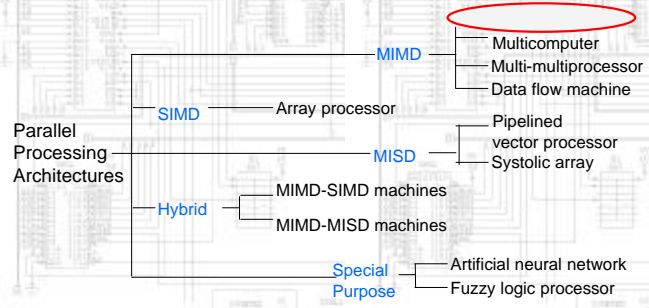 MIMD
Multicomputer
Multi-multiprocessor
Data flow machine
SIMD
Array processor
Parallel
Processing
Architectures
MISD
Pipelined
vector processor
Systolic array
Hybrid
MIMD-SIMD machines
MIMD-MISD machines
Special
Purpose
Artificial neural network
Fuzzy logic processor